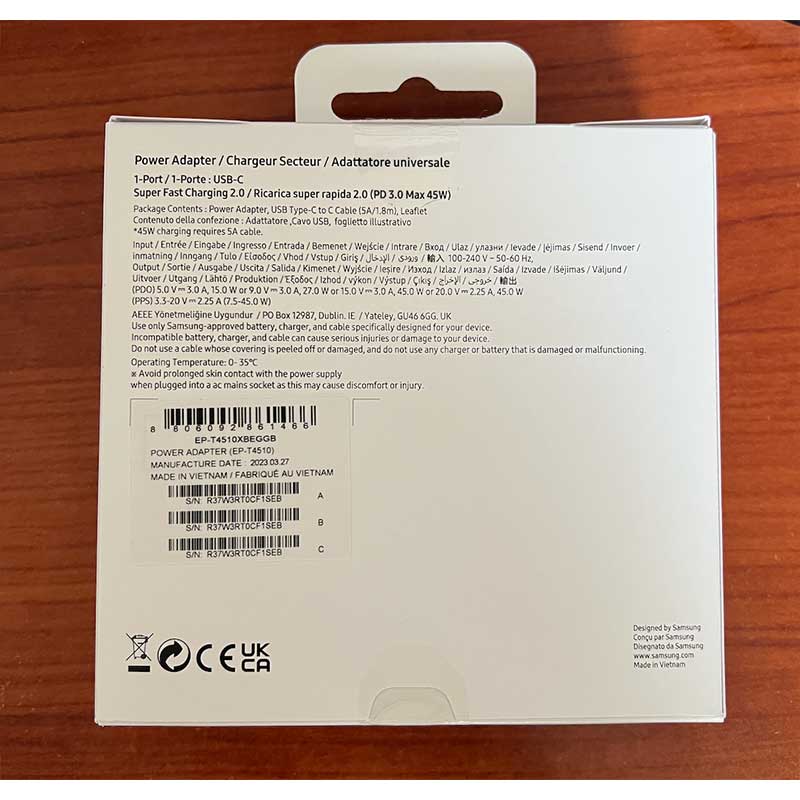 Power Adapter / Chargeur Secteur / Adattatore universale
1-Port / 1-Porte : USB-C
Super Fast Charging 2.0 / Ricarica super rapida 2.0 (PD 3.0 Max 45W)
Package Contents : Power Adapter, USB Type-C to C Cable (5A/1.8m), Leaflet
Contenuto della confezione : Adattatore ,Cavo USB, foglietto illustrativo
*45W charging requires 5A cable.
Input / Entrée / Eingabe / Ingresso / Entrada / Bemenet / Wejście / Intrare / Вход / Ulaz / улазни / Ievade / Įėjimas / Sisend / Invoer /
inmatning / Inngang / Tulo / Είσοδος / Vhod / Vstup / Giriş / الإدخال / ورودی / 輸入 100-240 V ~ 50-60 Hz,
Output / Sortie / Ausgabe / Uscita / Salida / Kimenet / Wyjście / Ieșire / Изход / Izlaz / излаз / Saída / Izvade / Išėjimas / Väljund /
Uitvoer / Utgang / Lähtö / Produktion / Έξοδος / Izhod / výkon / Výstup / Çıkış / الإخراج / خروجی / 輸出
(PDO) 5.0 V ⎓ 3.0 A, 15.0 W or 9.0 V ⎓ 3.0 A, 27.0 W or 15.0 V ⎓ 3.0 A, 45.0 W or 20.0 V ⎓ 2.25 A, 45.0 W
(PPS) 3.3-20 V ⎓ 2.25 A (7.5-45.0 W)
AEEE Yönetmeliğine Uygundur / PO Box 12987, Dublin. IE / Yateley, GU46 6GG. UK
Use only Samsung-approved battery, charger, and cable specifically designed for your device.
Incompatible battery, charger, and cable can cause serious injuries or damage to your device.
Do not use a cable whose covering is peeled off or damaged, and do not use any charger or battery that is damaged or malfunctioning.
Operating Temperature: 0- 35℃
※ Avoid prolonged skin contact with the power supply
when plugged into a ac mains socket as this may cause discomfort or injury.
8 806092 861466
EP-T4510XBEGGB
POWER ADAPTER (EP-T4510)
MANUFACTURE DATE : 2023.03.27
MADE IN VIETNAM / FABRIQUÉ AU VIETNAM
S/N: R37W3RT0CF1SEB A
S/N: R37W3RT0CF1SEB B
S/N: R37W3RT0CF1SEB C
CE UK
CA
Designed by Samsung
Conçu par Samsung
Disegnato da Samsung
www.samsung.com
Made in Vietnam